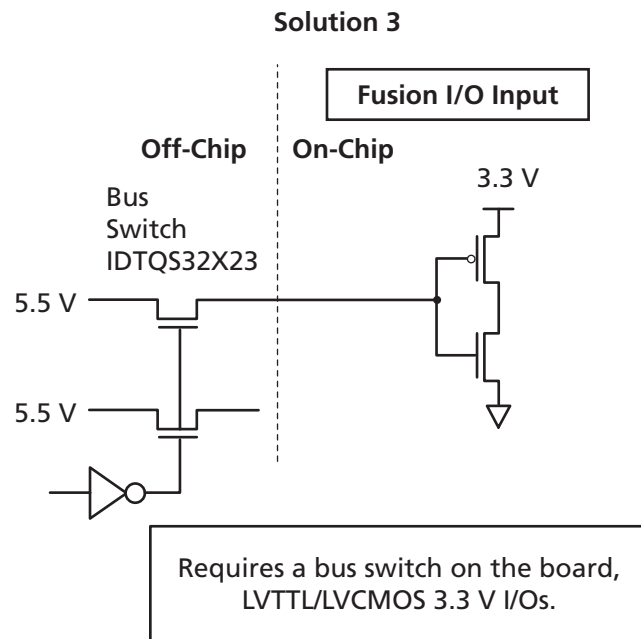 Solution 3
Fusion I/O Input
Off-Chip
On-Chip
3.3 V
Bus
Switch
IDTQS32X23
5.5 V
5.5 V
Requires a bus switch on the board,
LVTTL/LVCMOS 3.3 V I/Os.